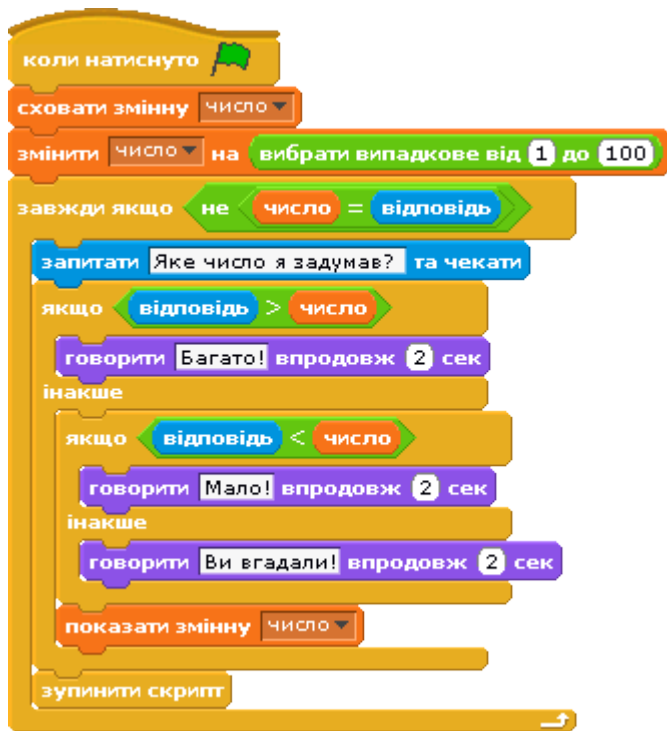 коли натиснуто
сховати змінну число
змінити число на вибрати випадкове від 1 до 100
завжди якщо не число = відповідь
запитати Яке число я задумав? та чекати
якщо відповідь > число
говорити Багато! впродовж 2 сек
інакше
якщо відповідь < число
говорити Мало! впродовж 2 сек
інакше
говорити Ви вгадали! впродовж 2 сек
показати змінну число
зупинити скрипт